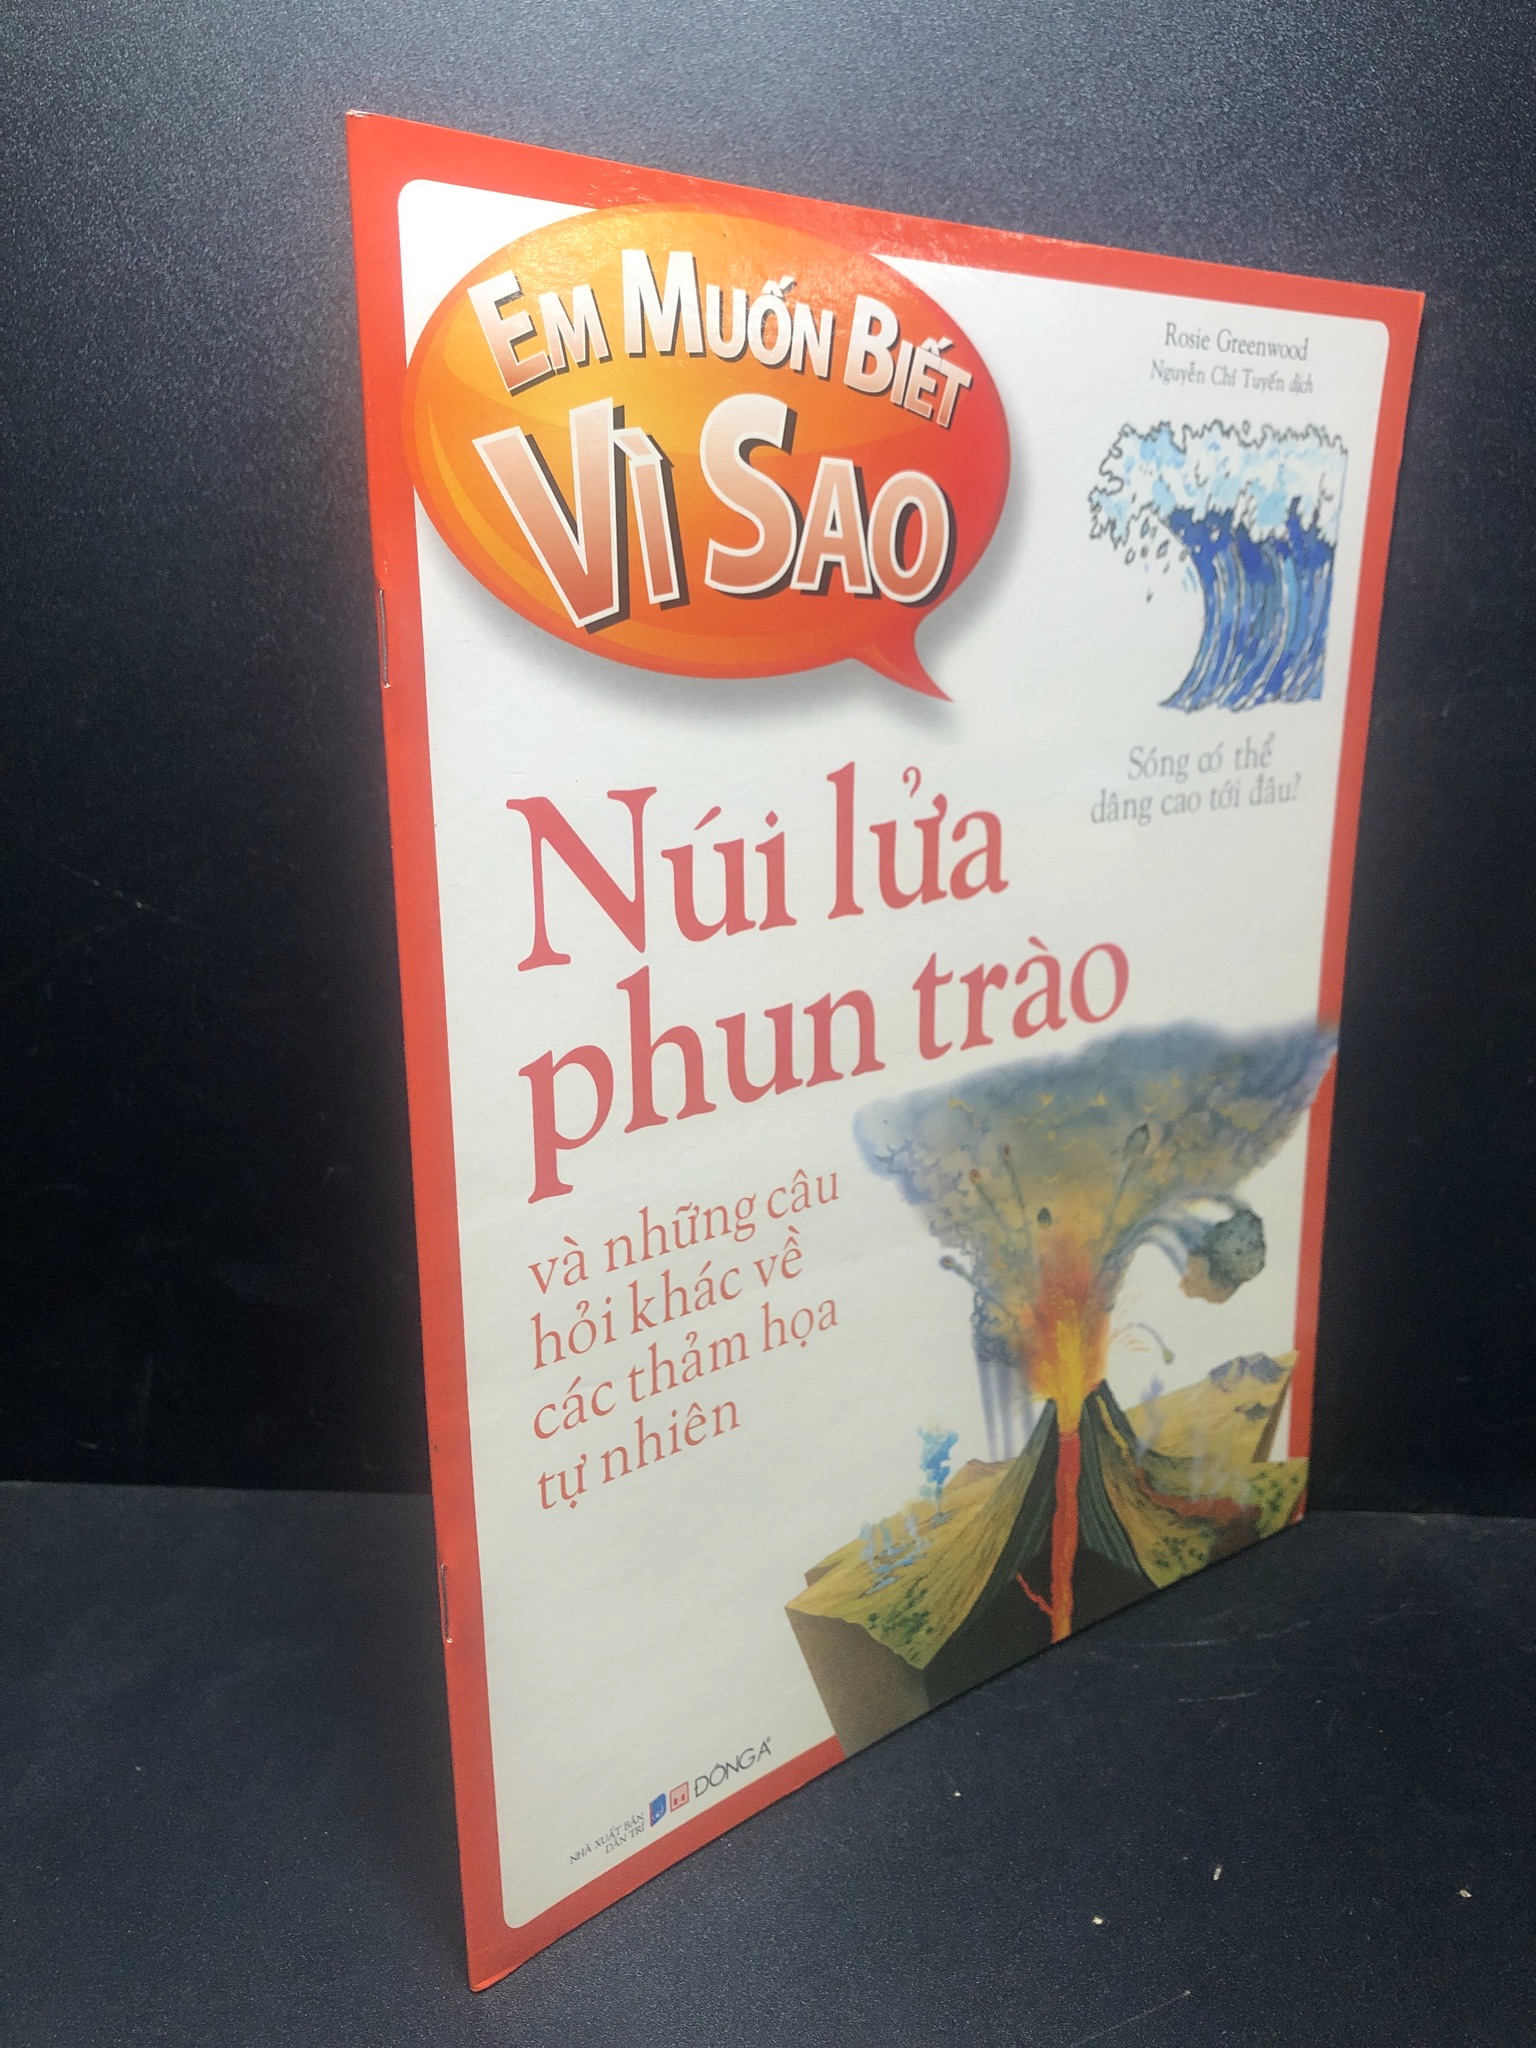 EM MUỐN BIẾT
VÌ SAO
Rosie Greenwood
Nguyễn Chí Tuyến dịch
Sóng có thể
dâng cao tới đâu?
Núi lửa
phun trào
và những câu
hỏi khác về
các thảm họa
tự nhiên
NHÀ XUẤT BẢN
DÂN TRÍ
ĐÔNG A